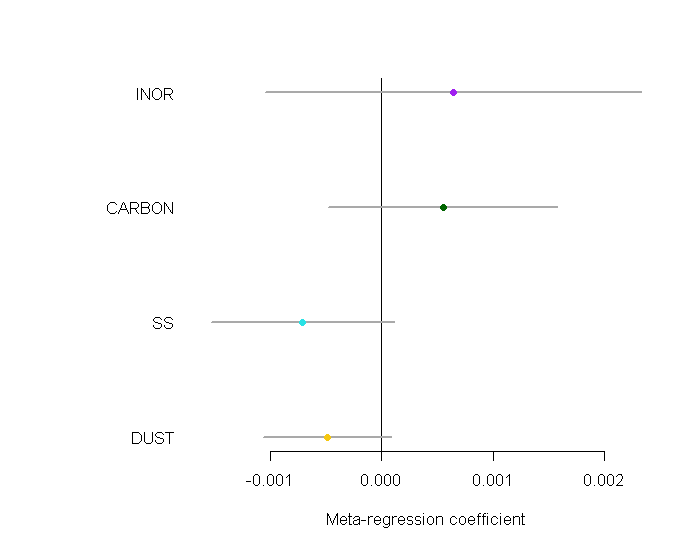 INOR
CARBON
SS
DUST
-0.001 0.000 0.001 0.002
Meta-regression coefficient